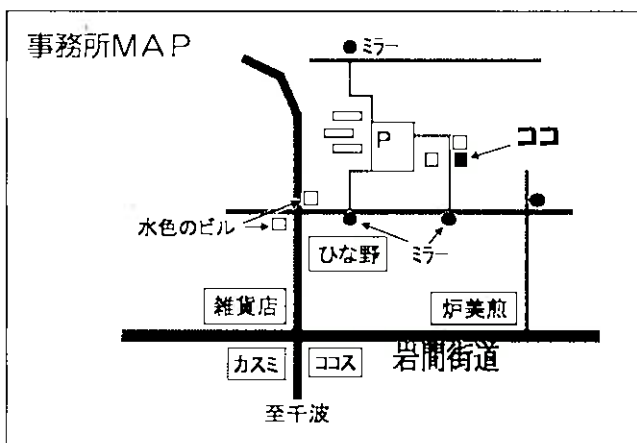 事務所MAP
ミラー
P
ココ
水色のビル
ひな野
ミラー
雑貨店
炉美煎
岩間街道
カスミ
ココス
至千波